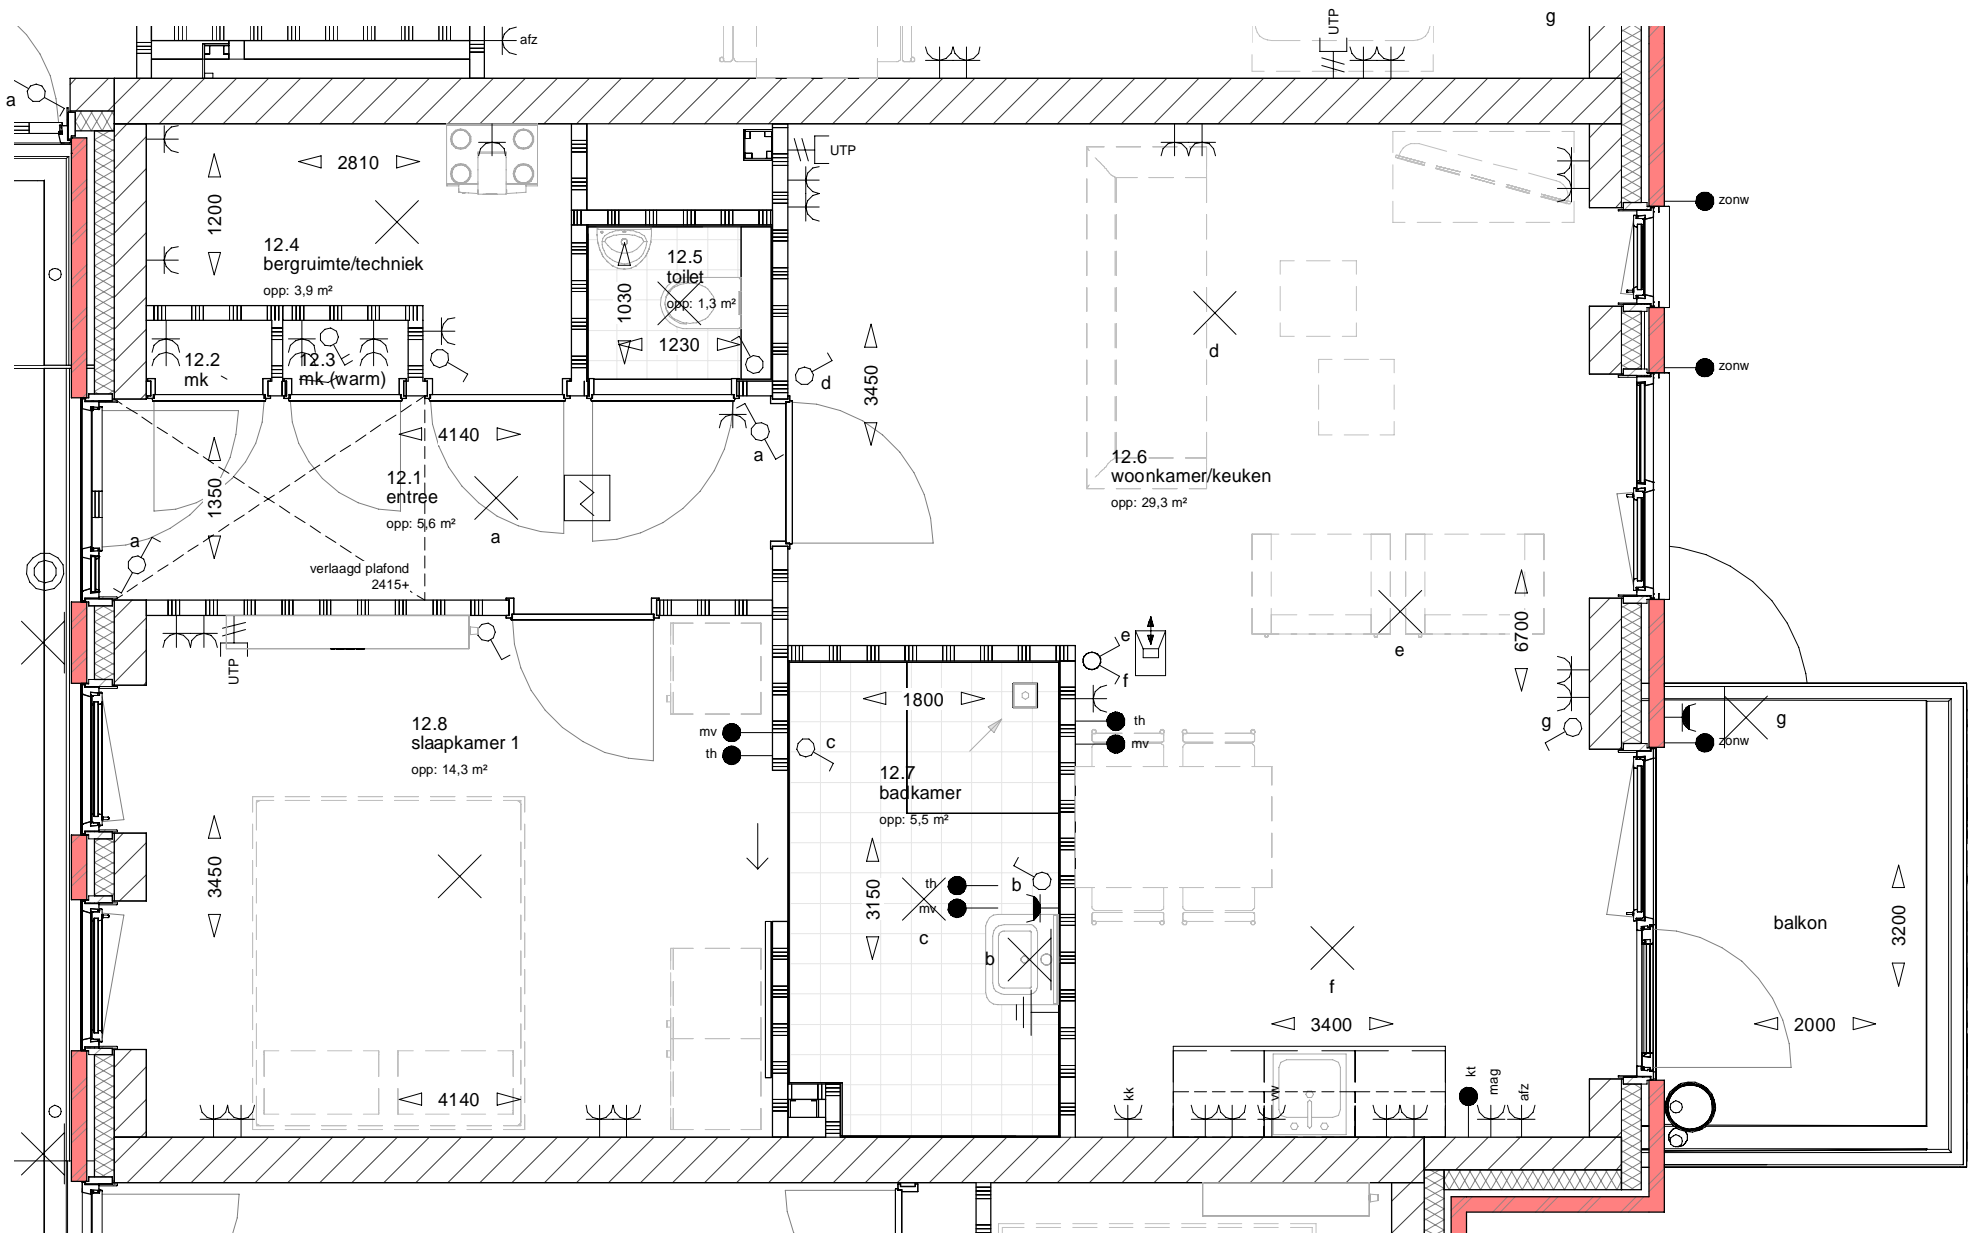 UTP
g
afz
a
2810
1200
12.4
bergruimte/techniek
opp: 3,9 m²
12.5
toilet
opp: 1,3 m²
1030
1230
UTP
zonw
zonw
d
d
3450
12.2
mk
12.3
mk (warm)
4140
a
12.1
entree
opp: 5,6 m²
1350
a
a
verlaagd plafond
2415+
12.6
woonkamer/keuken
opp: 29,3 m²
6700
e
e
f
UTP
1800
th
mv
g
g
zonw
12.8
slaapkamer 1
opp: 14,3 m²
mv
th
c
12.7
badkamer
opp: 5,5 m²
3450
3150
th
mv
c
b
b
balkon
3200
2000
f
3400
4140
kk
vw
kt
mag
afz